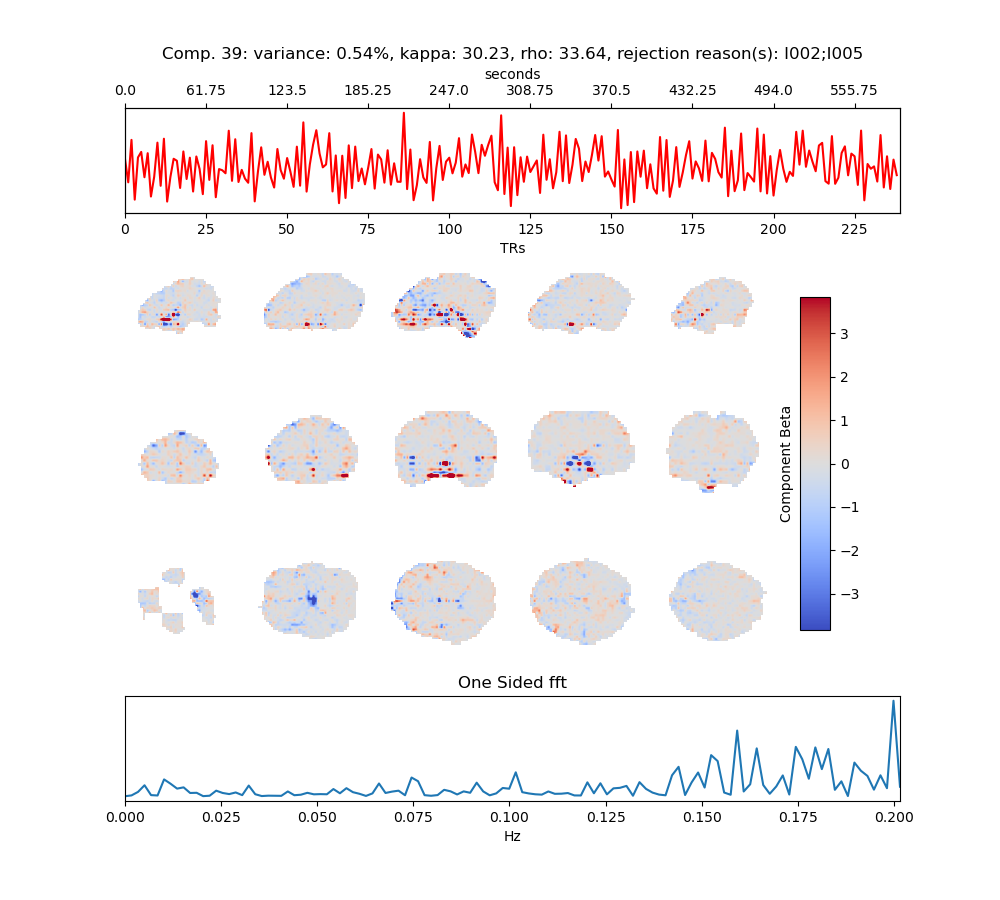 Comp. 39: variance: 0.54%, kappa: 30.23, rho: 33.64, rejection reason(s): I002;I005
seconds
0.0 61.75 123.5 185.25 247.0 308.75 370.5 432.25 494.0 555.75
0 25 50 75 100 125 150 175 200 225
TRs
3
2
1
0
−1
−2
−3
Component Beta
One Sided fft
0.000 0.025 0.050 0.075 0.100 0.125 0.150 0.175 0.200
Hz